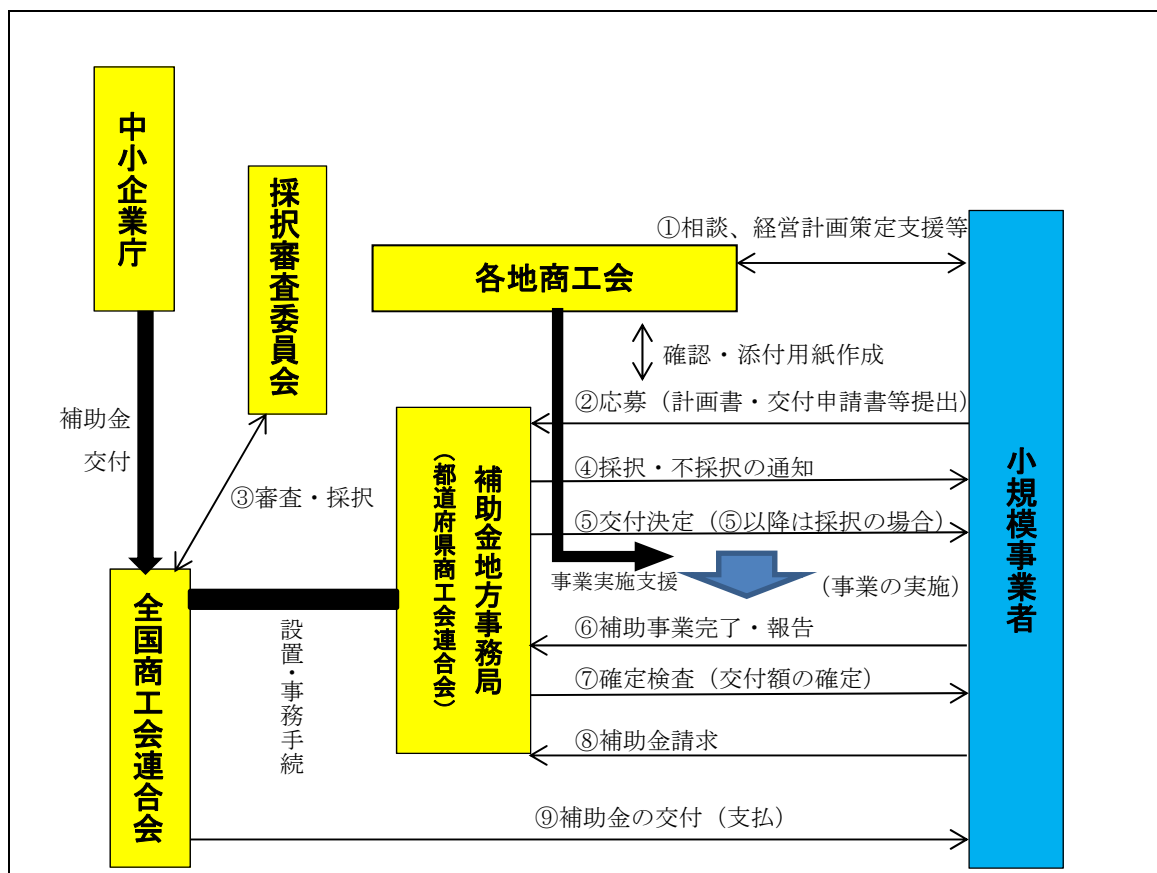 中小企業庁
採択審査委員会
①相談、経営計画策定支援等
各地商工会
確認・添付用紙作成
②応募（計画書・交付申請書等提出）
補助金
交付
③審査・採択
④採択・不採択の通知
⑤交付決定（⑤以降は採択の場合）
補助金地方事務局
（都道府県商工会連合会）
小規模事業者
事業実施支援
（事業の実施）
全国商工会連合会
設置・事務手続
⑥補助事業完了・報告
⑦確定検査（交付額の確定）
⑧補助金請求
⑨補助金の交付（支払）